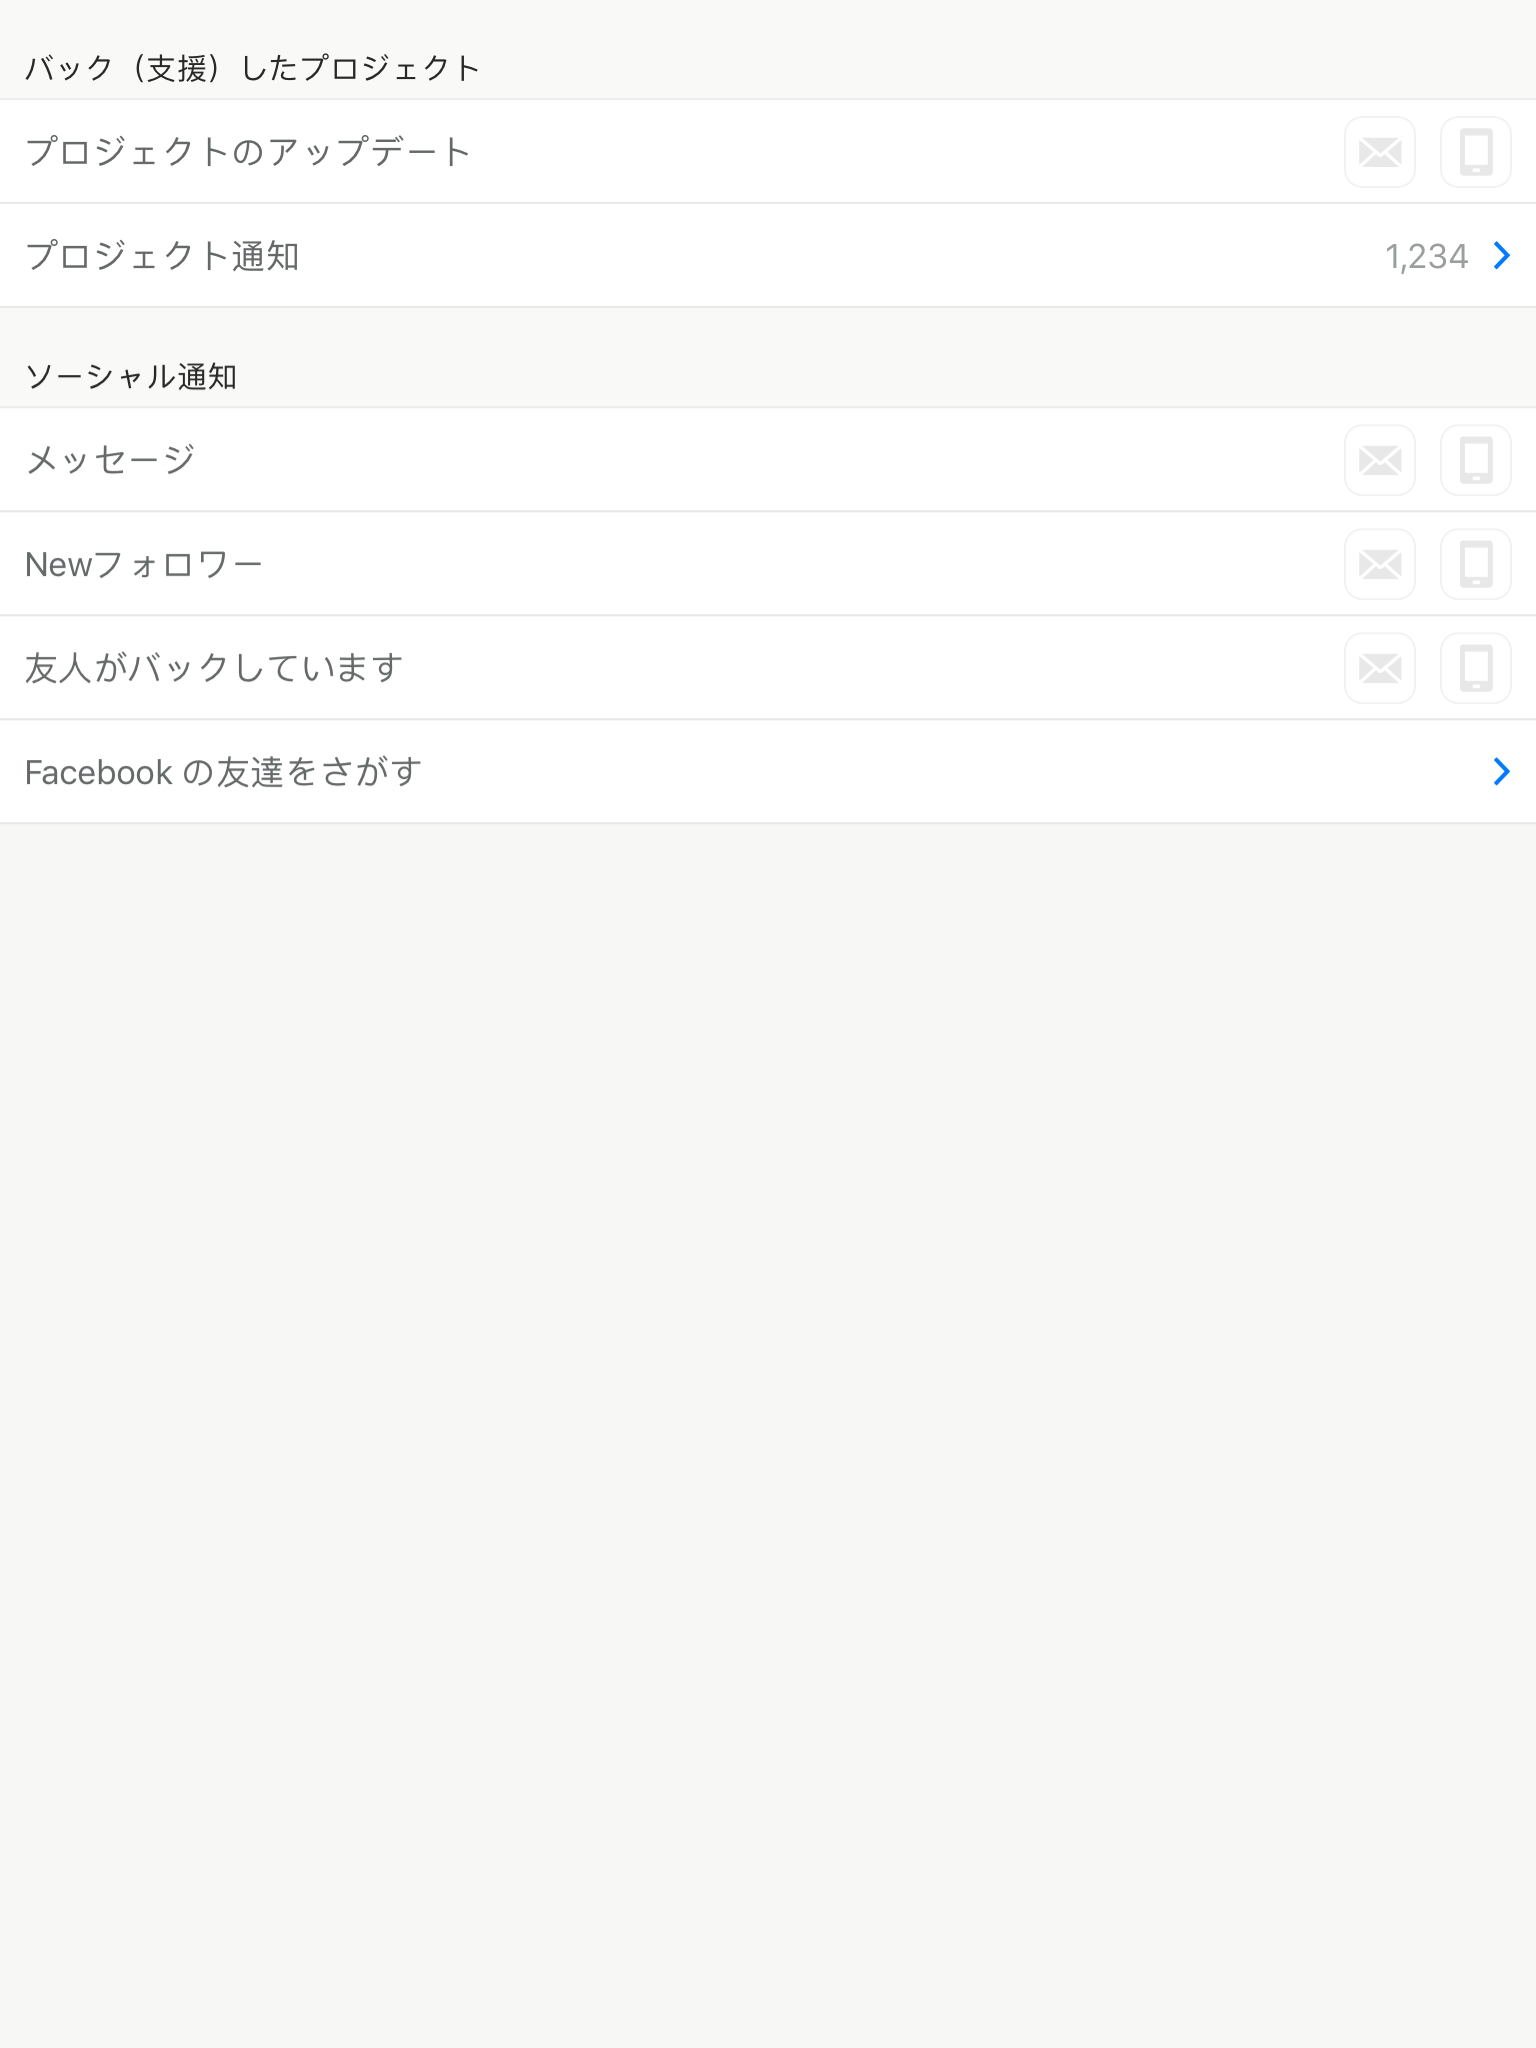 バック（支援）したプロジェクト
プロジェクトのアップデート
プロジェクト通知 1,234
ソーシャル通知
メッセージ
Newフォロワー
友人がバックしています
Facebook の友達をさがす